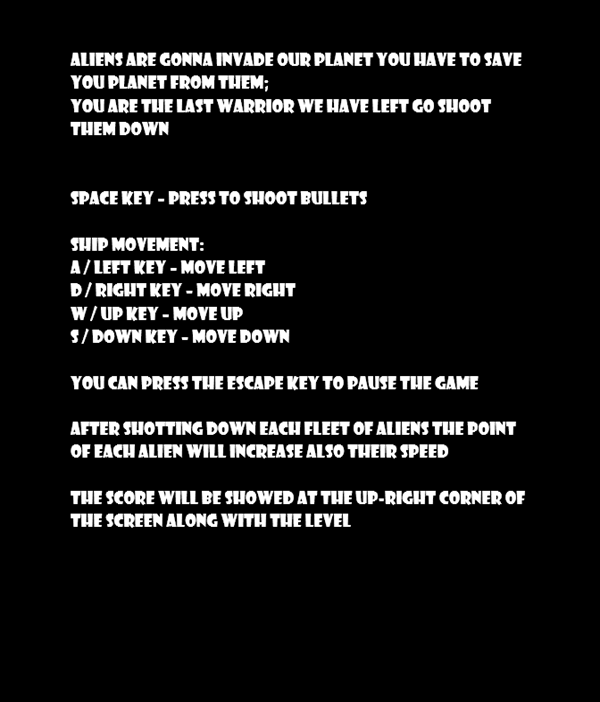 ALIENS ARE GONNA INVADE OUR PLANET YOU HAVE TO SAVE
YOU PLANET FROM THEM;
YOU ARE THE LAST WARRIOR WE HAVE LEFT GO SHOOT
THEM DOWN
SPACE KEY - PRESS TO SHOOT BULLETS
SHIP MOVEMENT:
A / LEFT KEY - MOVE LEFT
D / RIGHT KEY - MOVE RIGHT
W / UP KEY - MOVE UP
S / DOWN KEY - MOVE DOWN
YOU CAN PRESS THE ESCAPE KEY TO PAUSE THE GAME
AFTER SHOTTING DOWN EACH FLEET OF ALIENS THE POINT
OF EACH ALIEN WILL INCREASE ALSO THEIR SPEED
THE SCORE WILL BE SHOWED AT THE UP-RIGHT CORNER OF
THE SCREEN ALONG WITH THE LEVEL